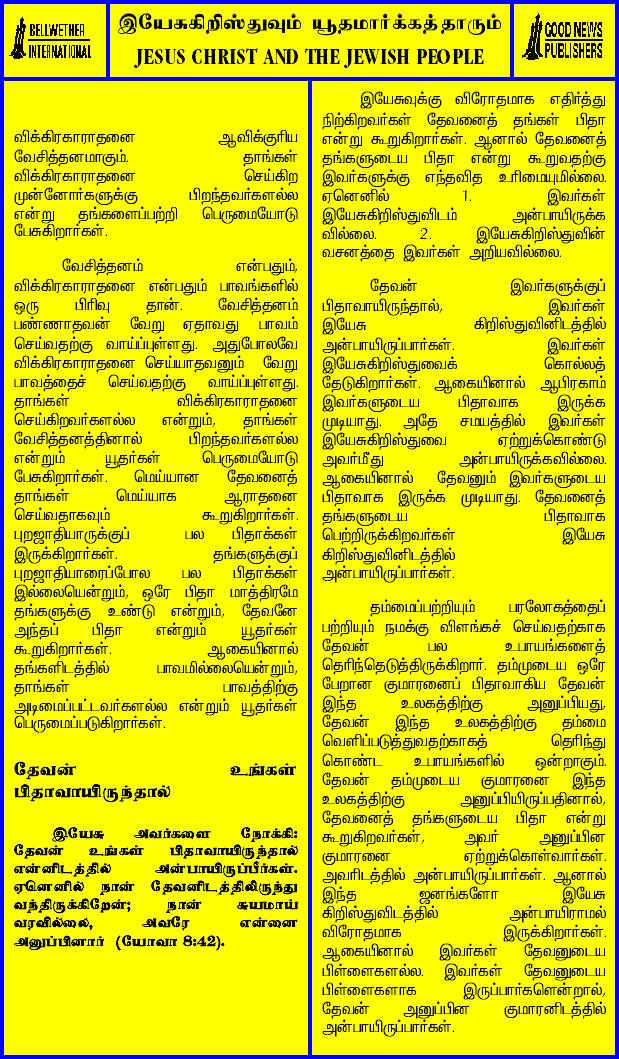 BELLWETHER
INTERNATIONAL
இயேசுகிறிஸ்துவும் யூதமார்க்கத்தாரும்
JESUS CHRIST AND THE JEWISH PEOPLE
GOOD NEWS
PUBLISHERS
விக்கிரகாராதனை ஆவிக்குரிய
வேசித்தனமாகும். தாங்கள்
விக்கிரகாராதனை செய்கிற
முன்னோர்களுக்கு பிறந்தவர்களல்ல
என்று தங்களைப்பற்றி பெருமையோடு
பேசுகிறார்கள்.
வேசித்தனம் என்பதும்,
விக்கிரகாராதனை என்பதும் பாவங்களில்
ஒரு பிரிவு தான். வேசித்தனம்
பண்ணாதவன் வேறு ஏதாவது பாவம்
செய்வதற்கு வாய்ப்புள்ளது. அதுபோலவே
விக்கிரகாராதனை செய்யாதவனும் வேறு
பாவத்தைச் செய்வதற்கு வாய்ப்புள்ளது.
தாங்கள் விக்கிரகாராதனை
செய்கிறவர்களல்ல என்றும், தாங்கள்
வேசித்தனத்தினால் பிறந்தவர்களல்ல
என்றும் யூதர்கள் பெருமையோடு
பேசுகிறார்கள். மெய்யான தேவனைத்
தாங்கள் மெய்யாக ஆராதனை
செய்வதாகவும் கூறுகிறார்கள்.
புறஜாதியாருக்குப் பல பிதாக்கள்
இருக்கிறார்கள். தங்களுக்குப்
புறஜாதியாரைப்போல பல பிதாக்கள்
இல்லையென்றும், ஒரே பிதா மாத்திரமே
தங்களுக்கு உண்டு என்றும், தேவனே
அந்தப் பிதா என்றும் யூதர்கள்
கூறுகிறார்கள். ஆகையினால்
தங்களிடத்தில் பாவமில்லையென்றும்,
தாங்கள் பாவத்திற்கு
அடிமைப்பட்டவர்களல்ல என்றும் யூதர்கள்
பெருமைப்படுகிறார்கள்.
தேவன் உங்கள்
பிதாவாயிருந்தால்
இயேசு அவர்களை நோக்கி:
தேவன் உங்கள் பிதாவாயிருந்தால்
என்னிடத்தில் அன்பாயிருப்பீர்கள்.
ஏனெனில் நான் தேவனிடத்திலிருந்து
வந்திருக்கிறேன்; நான் சுயமாய்
வரவில்லை, அவரே என்னை
அனுப்பினார் (யோவா 8:42).
இயேசுவுக்கு விரோதமாக எதிர்த்து
நிற்கிறவர்கள் தேவனைத் தங்கள் பிதா
என்று கூறுகிறார்கள். ஆனால் தேவனைத்
தங்களுடைய பிதா என்று கூறுவதற்கு
இவர்களுக்கு எந்தவித உரிமையுமில்லை.
ஏனெனில் 1. இவர்கள்
இயேசுகிறிஸ்துவிடம் அன்பாயிருக்க
வில்லை. 2. இயேசுகிறிஸ்துவின்
வசனத்தை இவர்கள் அறியவில்லை.
தேவன் இவர்களுக்குப்
பிதாவாயிருந்தால், இவர்கள்
இயேசு கிறிஸ்துவினிடத்தில்
அன்பாயிருப்பார்கள். இவர்கள்
இயேசுகிறிஸ்துவைக் கொல்லத்
தேடுகிறார்கள். ஆகையினால் ஆபிரகாம்
இவர்களுடைய பிதாவாக இருக்க
முடியாது. அதே சமயத்தில் இவர்கள்
இயேசுகிறிஸ்துவை ஏற்றுக்கொண்டு
அவர்மீது அன்பாயிருக்கவில்லை.
ஆகையினால் தேவனும் இவர்களுடைய
பிதாவாக இருக்க முடியாது. தேவனைத்
தங்களுடைய பிதாவாக
பெற்றிருக்கிறவர்கள் இயேசு
கிறிஸ்துவினிடத்தில்
அன்பாயிருப்பார்கள்.
தம்மைப்பற்றியும் பரலோகத்தைப்
பற்றியும் நமக்கு விளங்கச் செய்வதற்காக
தேவன் பல உபாயங்களைத்
தெரிந்தெடுத்திருக்கிறார். தம்முடைய ஒரே
பேறான குமாரனைப் பிதாவாகிய தேவன்
இந்த உலகத்திற்கு அனுப்பியது,
தேவன் இந்த உலகத்திற்கு தம்மை
வெளிப்படுத்துவதற்காகத் தெரிந்து
கொண்ட உபாயங்களில் ஒன்றாகும்.
தேவன் தம்முடைய குமாரனை இந்த
உலகத்திற்கு அனுப்பியிருப்பதினால்,
தேவனைத் தங்களுடைய பிதா என்று
கூறுகிறவர்கள், அவர் அனுப்பின
குமாரனை ஏற்றுக்கொள்வார்கள்.
அவரிடத்தில் அன்பாயிருப்பார்கள். ஆனால்
இந்த ஜனங்களோ இயேசு
கிறிஸ்துவிடத்தில் அன்பாயிராமல்
விரோதமாக இருக்கிறார்கள்.
ஆகையினால் இவர்கள் தேவனுடைய
பிள்ளைகளல்ல. இவர்கள் தேவனுடைய
பிள்ளைகளாக இருப்பார்களென்றால்,
தேவன் அனுப்பின குமாரனிடத்தில்
அன்பாயிருப்பார்கள்.